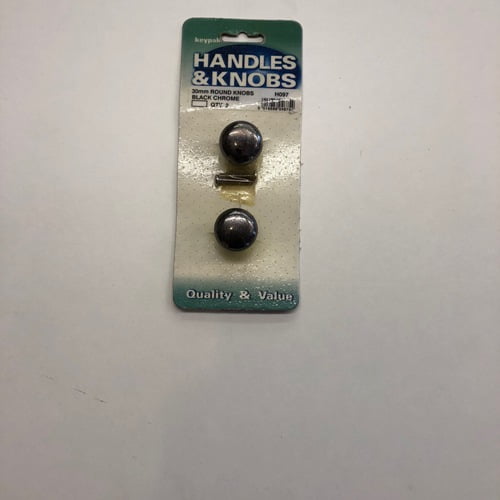 keypak
HANDLES
& KNOBS
30mm ROUND KNOBS H097
BLACK CHROME
QTY 2
Quality & Value